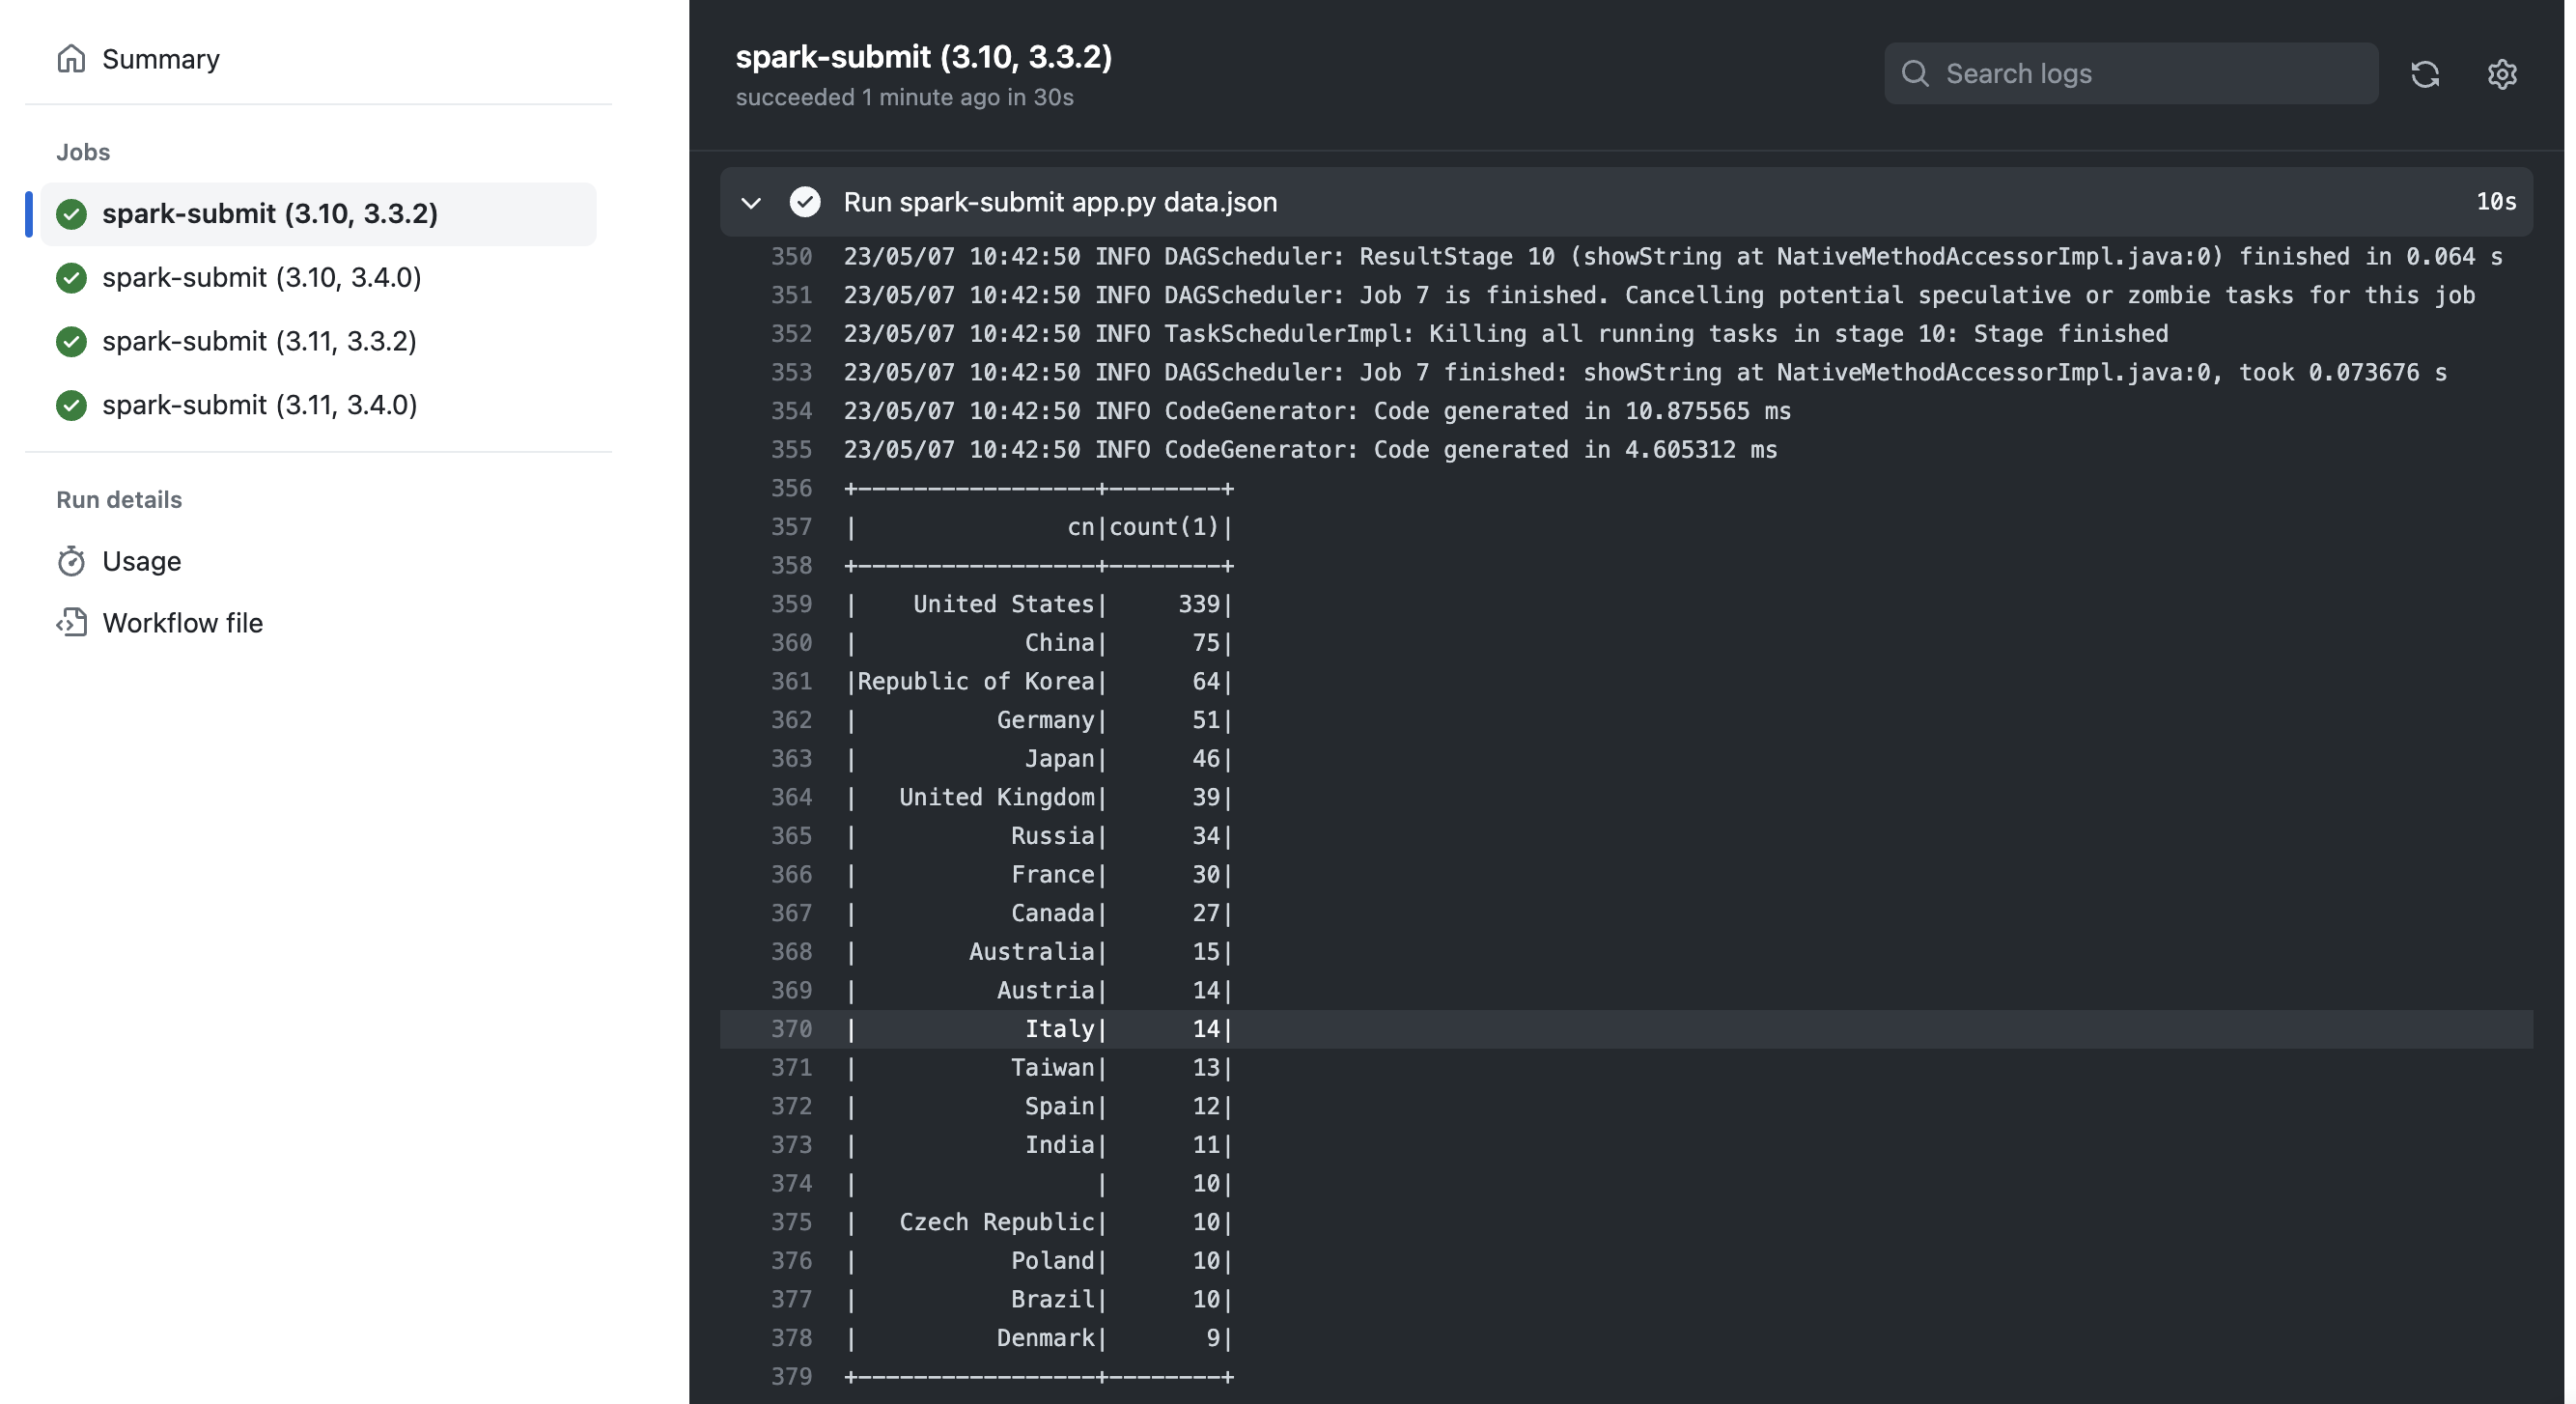 Summary
Jobs
spark-submit (3.10, 3.3.2)
spark-submit (3.10, 3.4.0)
spark-submit (3.11, 3.3.2)
spark-submit (3.11, 3.4.0)
Run details
Usage
Workflow file
spark-submit (3.10, 3.3.2)
succeeded 1 minute ago in 30s
Search logs
Run spark-submit app.py data.json 10s
350 23/05/07 10:42:50 INFO DAGScheduler: ResultStage 10 (showString at NativeMethodAccessorImpl.java:0) finished in 0.064 s
351 23/05/07 10:42:50 INFO DAGScheduler: Job 7 is finished. Cancelling potential speculative or zombie tasks for this job
352 23/05/07 10:42:50 INFO TaskSchedulerImpl: Killing all running tasks in stage 10: Stage finished
353 23/05/07 10:42:50 INFO DAGScheduler: Job 7 finished: showString at NativeMethodAccessorImpl.java:0, took 0.073676 s
354 23/05/07 10:42:50 INFO CodeGenerator: Code generated in 10.875565 ms
355 23/05/07 10:42:50 INFO CodeGenerator: Code generated in 4.605312 ms
356 +-----------------+--------+
357 |               cn|count(1)|
358 +-----------------+--------+
359 |    United States|     339|
360 |            China|      75|
361 |Republic of Korea|      64|
362 |          Germany|      51|
363 |            Japan|      46|
364 |   United Kingdom|      39|
365 |           Russia|      34|
366 |           France|      30|
367 |           Canada|      27|
368 |        Australia|      15|
369 |          Austria|      14|
370 |            Italy|      14|
371 |           Taiwan|      13|
372 |            Spain|      12|
373 |            India|      11|
374 |                 |      10|
375 |   Czech Republic|      10|
376 |           Poland|      10|
377 |           Brazil|      10|
378 |          Denmark|       9|
379 +-----------------+--------+